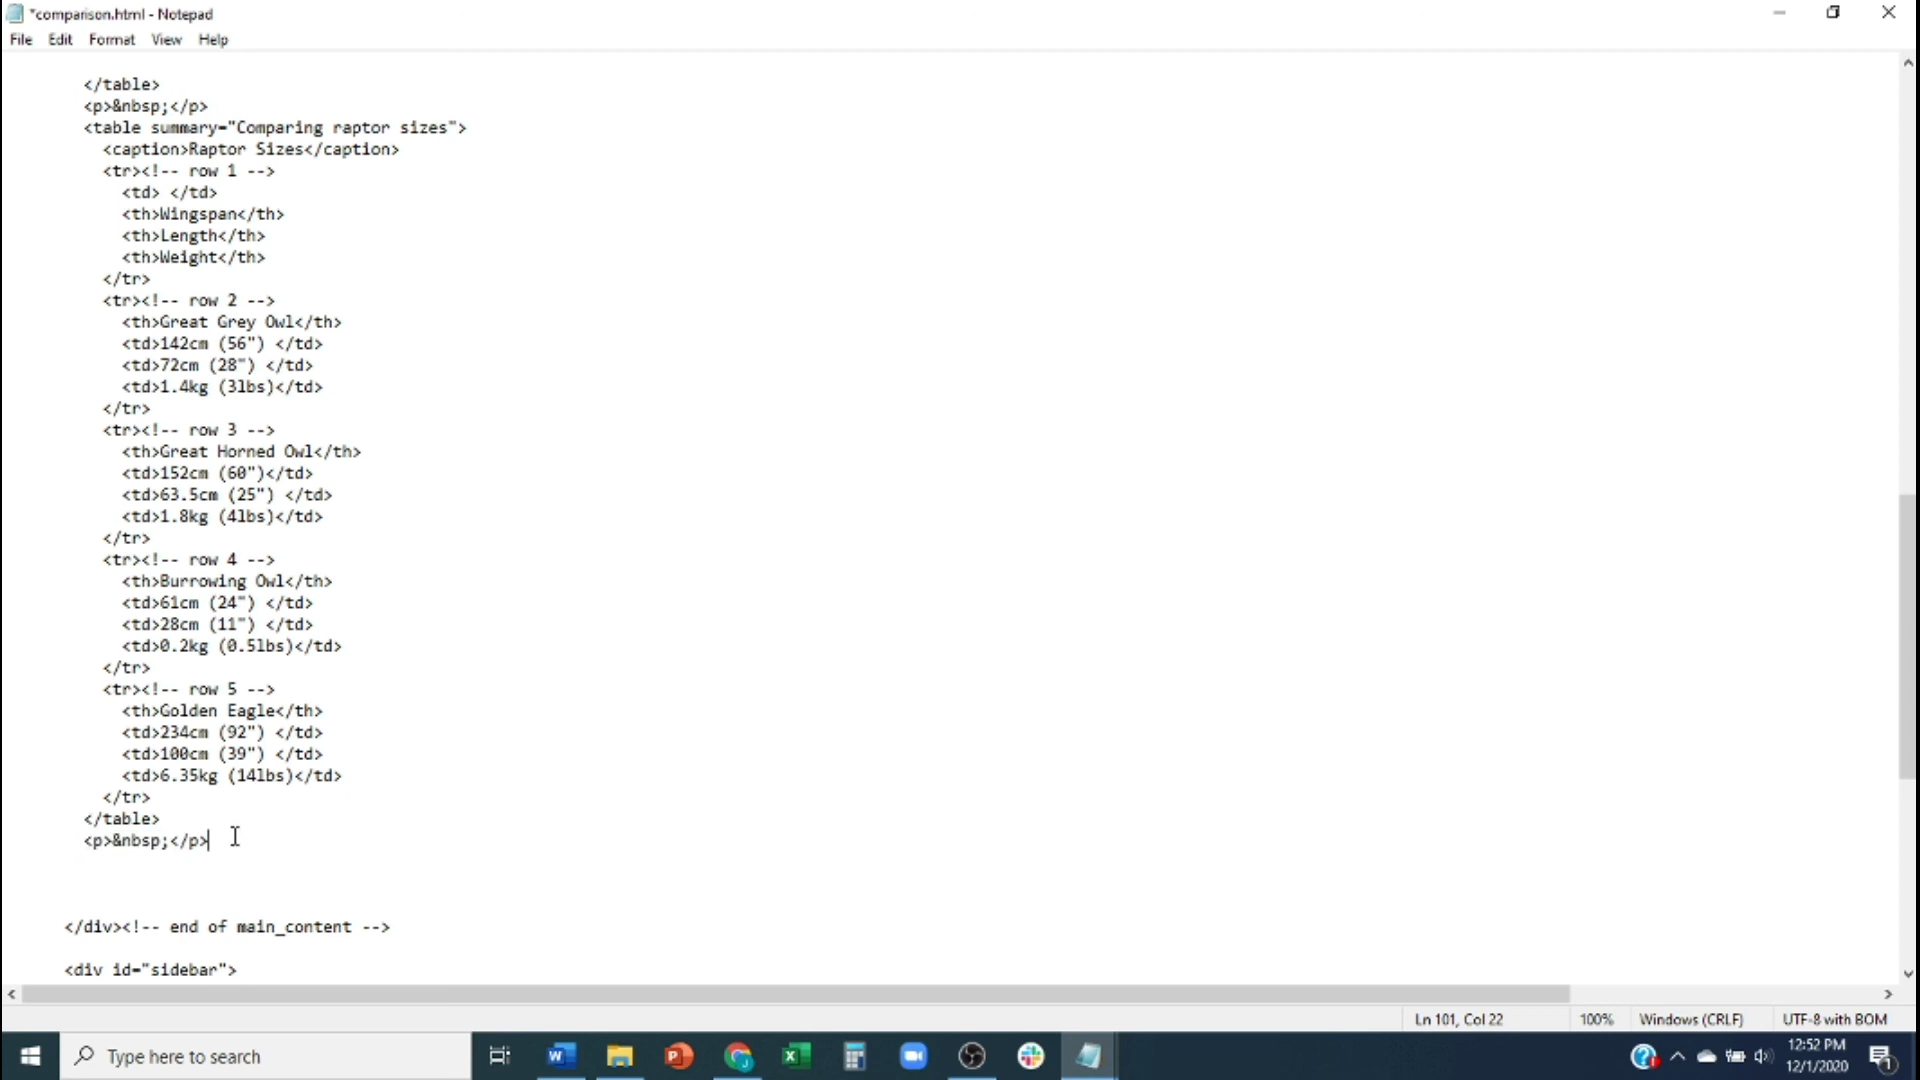 *comparison.html - Notepad
File Edit Format View Help
</table>
<p>&nbsp;</p>
<table summary="Comparing raptor sizes">
<caption>Raptor Sizes</caption>
<tr><!-- row 1 -->
<td> </td>
<th>Wingspan</th>
<th>Length</th>
<th>Weight</th>
</tr>
<tr><!-- row 2 -->
<th>Great Grey Owl</th>
<td>142cm (56") </td>
<td>72cm (28") </td>
<td>1.4kg (3lbs)</td>
</tr>
<tr><!-- row 3 -->
<th>Great Horned Owl</th>
<td>152cm (60")</td>
<td>63.5cm (25") </td>
<td>1.8kg (4lbs)</td>
</tr>
<tr><!-- row 4 -->
<th>Burrowing Owl</th>
<td>61cm (24") </td>
<td>28cm (11") </td>
<td>0.2kg (0.5lbs)</td>
</tr>
<tr><!-- row 5 -->
<th>Golden Eagle</th>
<td>234cm (92") </td>
<td>100cm (39") </td>
<td>6.35kg (14lbs)</td>
</tr>
</table>
<p>&nbsp;</p>
</div><!-- end of main_content -->
<div id="sidebar">
Ln 101, Col 22 100% Windows (CRLF) UTF-8 with BOM
Type here to search
12:52 PM
12/1/2020